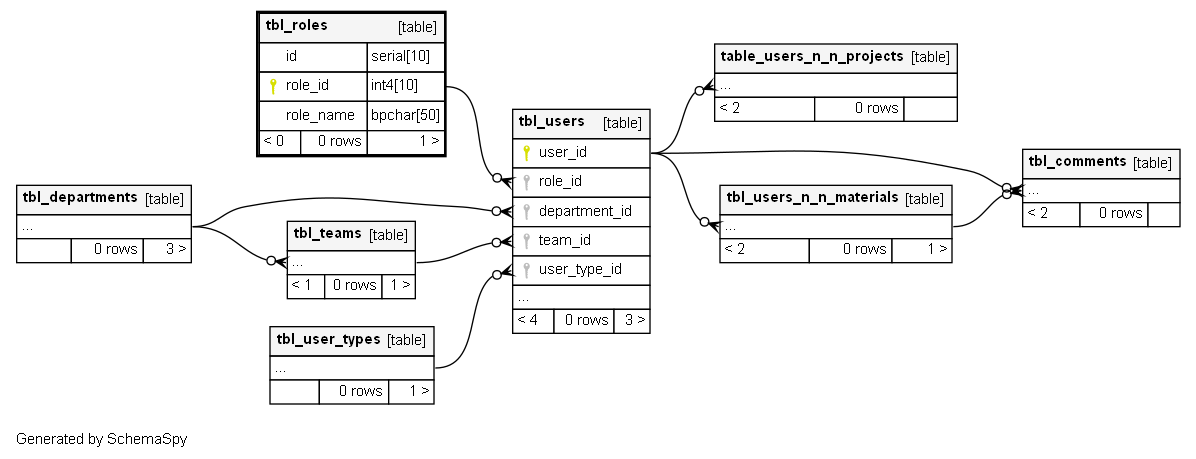 tbl_roles [table]
id serial[10]
role_id int4[10]
role_name bpchar[50]
< 0 0 rows 1 >
tbl_departments [table]
...
0 rows 3 >
tbl_teams [table]
...
< 1 0 rows 1 >
tbl_user_types [table]
...
0 rows 1 >
tbl_users [table]
user_id
role_id
department_id
team_id
user_type_id
...
< 4 0 rows 3 >
table_users_n_n_projects [table]
...
< 2 0 rows
tbl_users_n_n_materials [table]
...
< 2 0 rows 1 >
tbl_comments [table]
...
< 2 0 rows
Generated by SchemaSpy